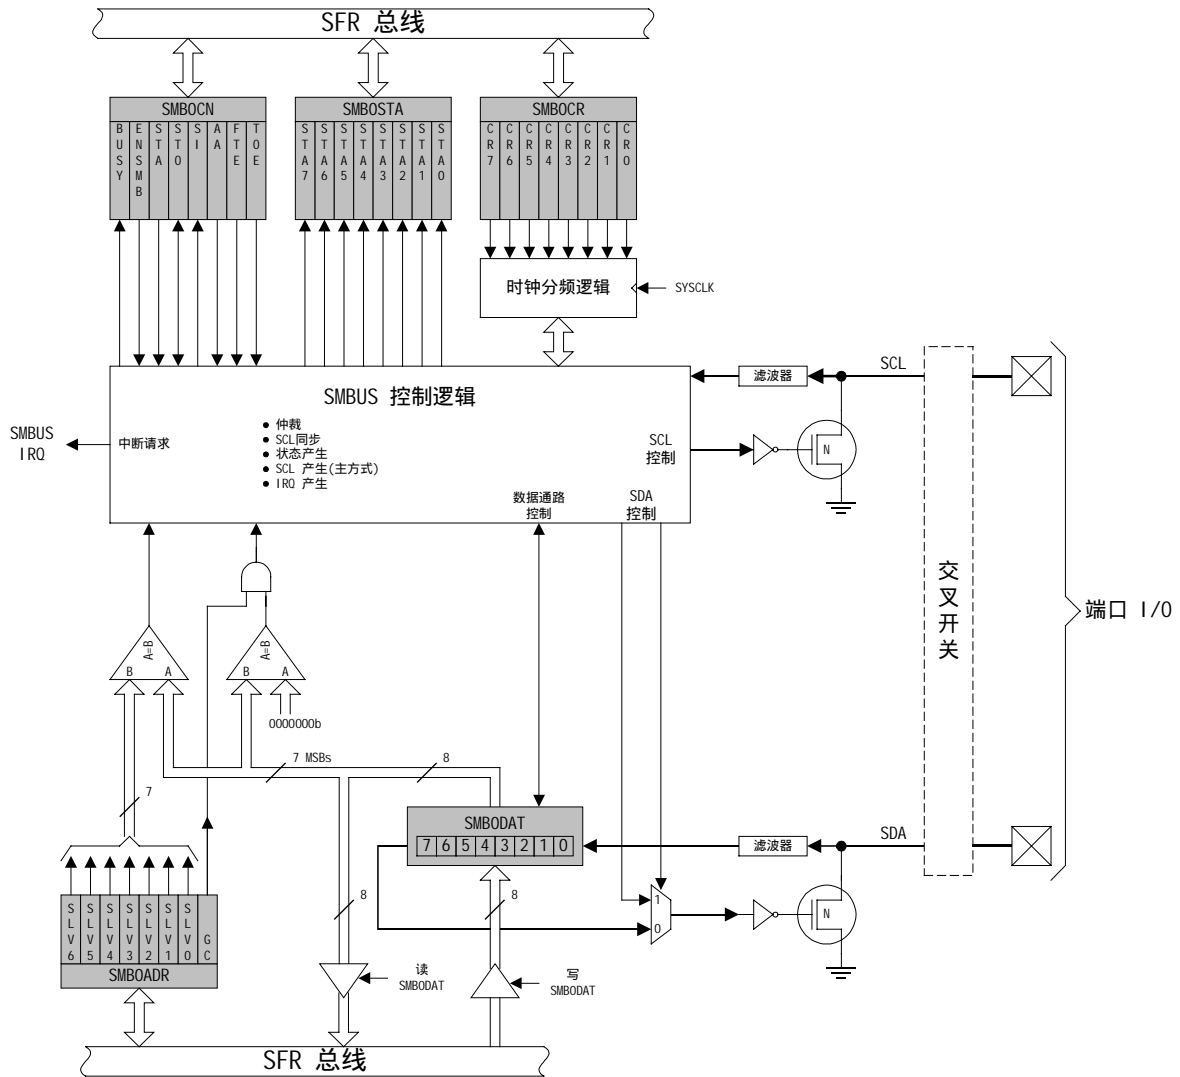 SFR 总线
SMB0CN
BUSY ENSMB STA STO SI AA FTE TOE
SMB0STA
STA7 STA6 STA5 STA4 STA3 STA2 STA1 STA0
SMB0CR
CR7 CR6 CR5 CR4 CR3 CR2 CR1 CR0
时钟分频逻辑
SYSCLK
SMBUS 控制逻辑
SMBUS
IRQ
中断请求
● 仲裁
● SCL同步
● 状态产生
● SCL 产生(主方式)
● IRQ 产生
SCL
控制
数据通路
控制
SDA
控制
滤波器
SCL
N
交叉开关
端口 I/O
A=B
B A
A=B
B A
0000000b
7 MSBs
8
7
SMB0DAT
7 6 5 4 3 2 1 0
滤波器
SDA
8
8
1
0
N
SLV6 SLV5 SLV4 SLV3 SLV2 SLV1 SLV0 GC
SMB0ADR
读
SMB0DAT
写
SMB0DAT
SFR 总线